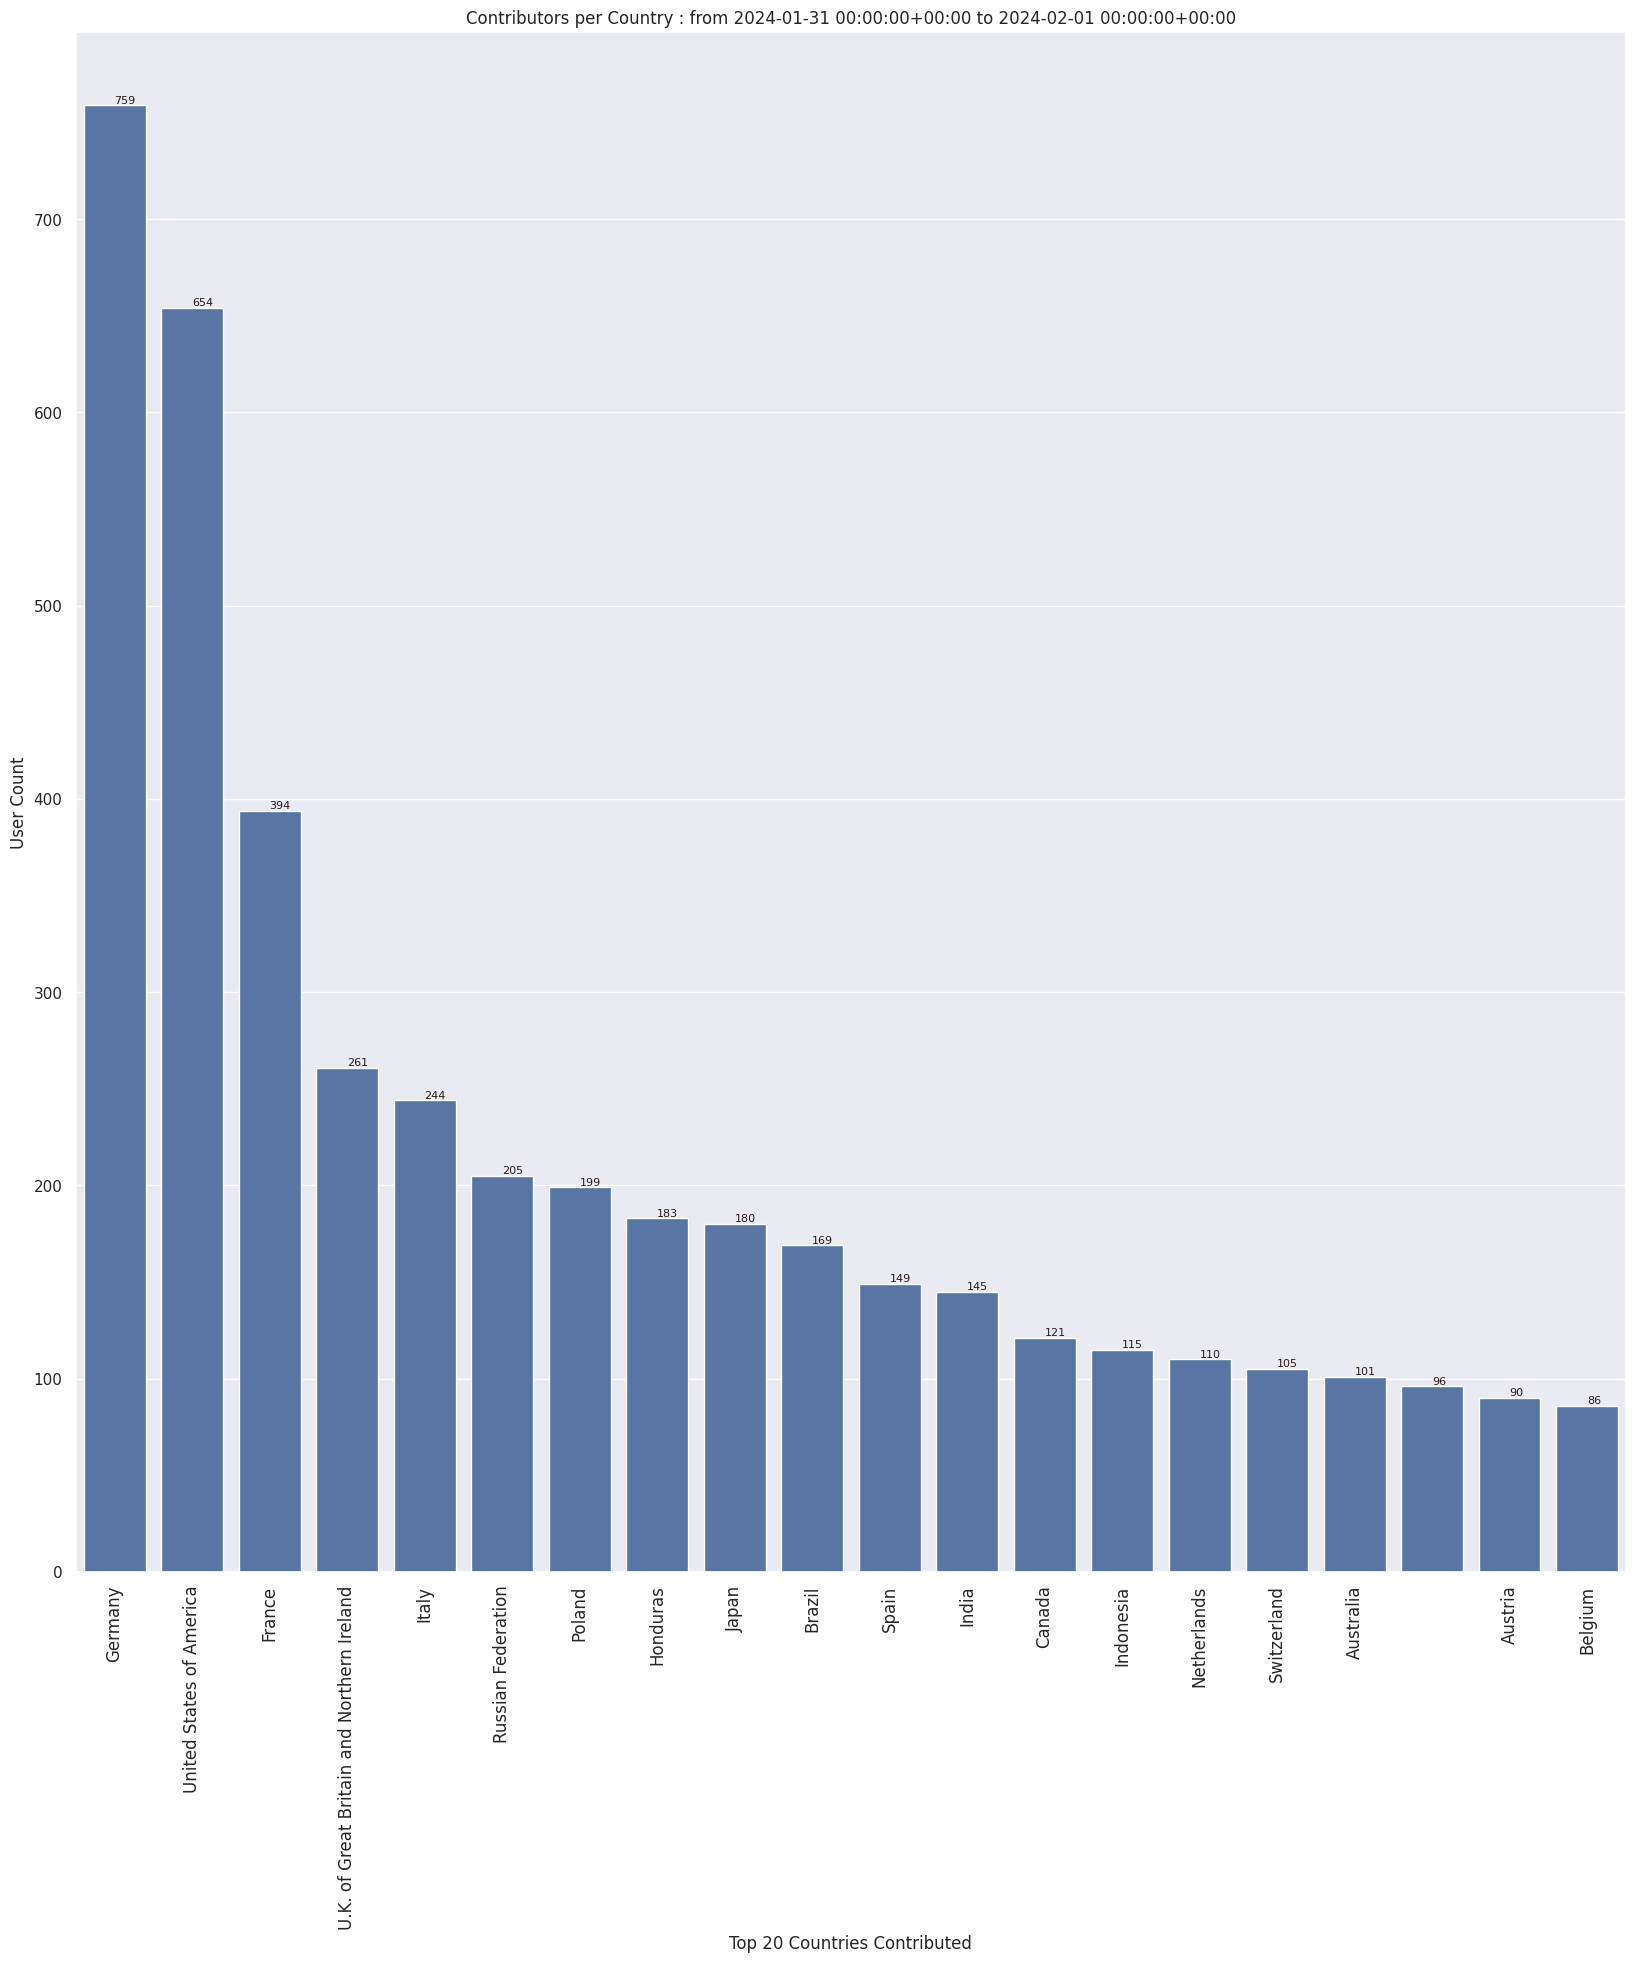 Contributors per Country : from 2024-01-31 00:00:00+00:00 to 2024-02-01 00:00:00+00:00
User Count
700
600
500
400
300
200
100
0
759
654
394
261
244
205
199
183
180
169
149
145
121
115
110
105
101
96
90
86
Germany
United States of America
France
U.K. of Great Britain and Northern Ireland
Italy
Russian Federation
Poland
Honduras
Japan
Brazil
Spain
India
Canada
Indonesia
Netherlands
Switzerland
Australia
Austria
Belgium
Top 20 Countries Contributed